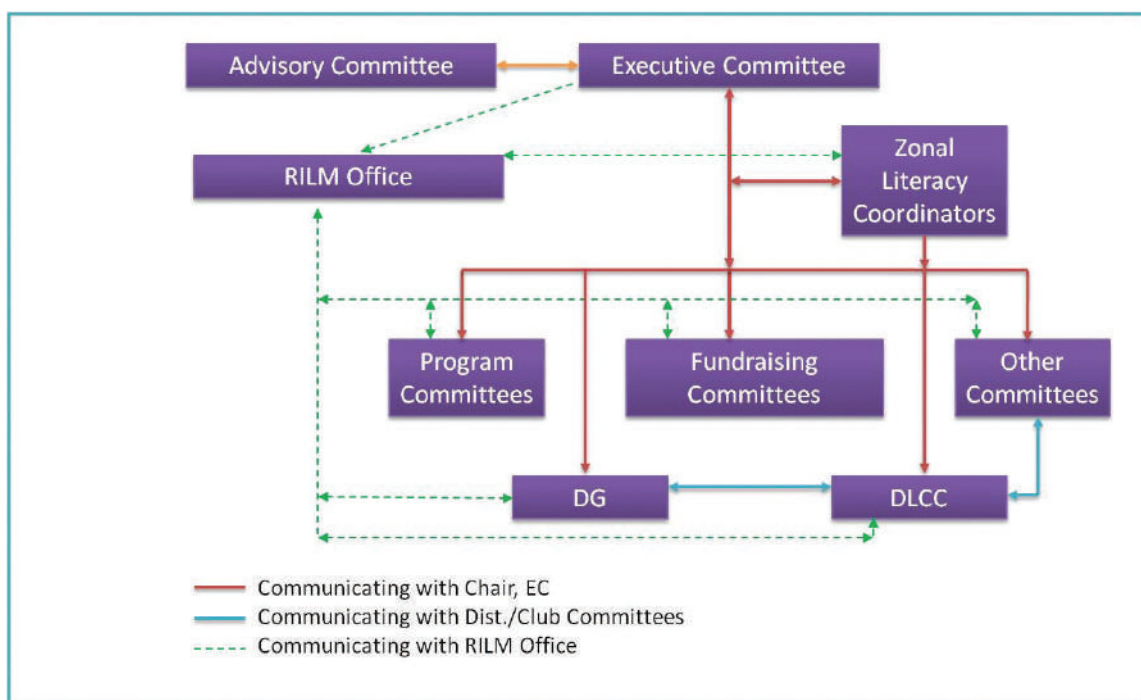 Advisory Committee
Executive Committee
RILM Office
Zonal
Literacy
Coordinators
Program
Committees
Fundraising
Committees
Other
Committees
DG
DLCC
Communicating with Chair, EC
Communicating with Dist./Club Committees
Communicating with RILM Office